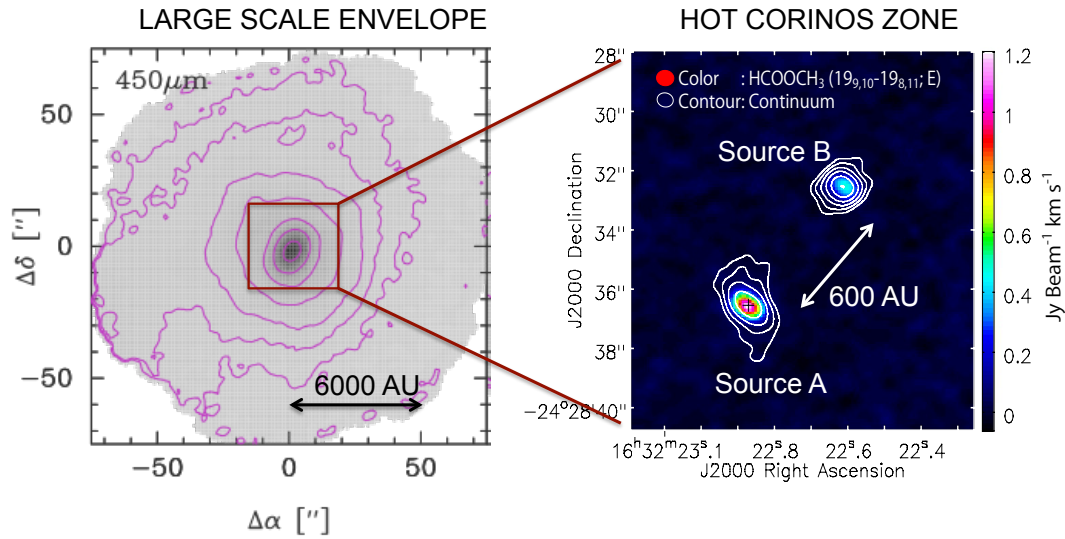 LARGE SCALE ENVELOPE
450μm
50
0
−50
Δδ ["]
6000 AU
−50
0
50
Δα ["]
HOT CORINOS ZONE
28"
30"
32"
34"
36"
38"
−24°28'40"
J2000 Declination
Color : HCOOCH3 (199,10-198,11; E)
Contour: Continuum
Source B
600 AU
Source A
16h32m23s.1
22s.8
22s.6
22s.4
J2000 Right Ascension
1.2
1
0.8
0.6
0.4
0.2
0
Jy Beam-1 km s-1